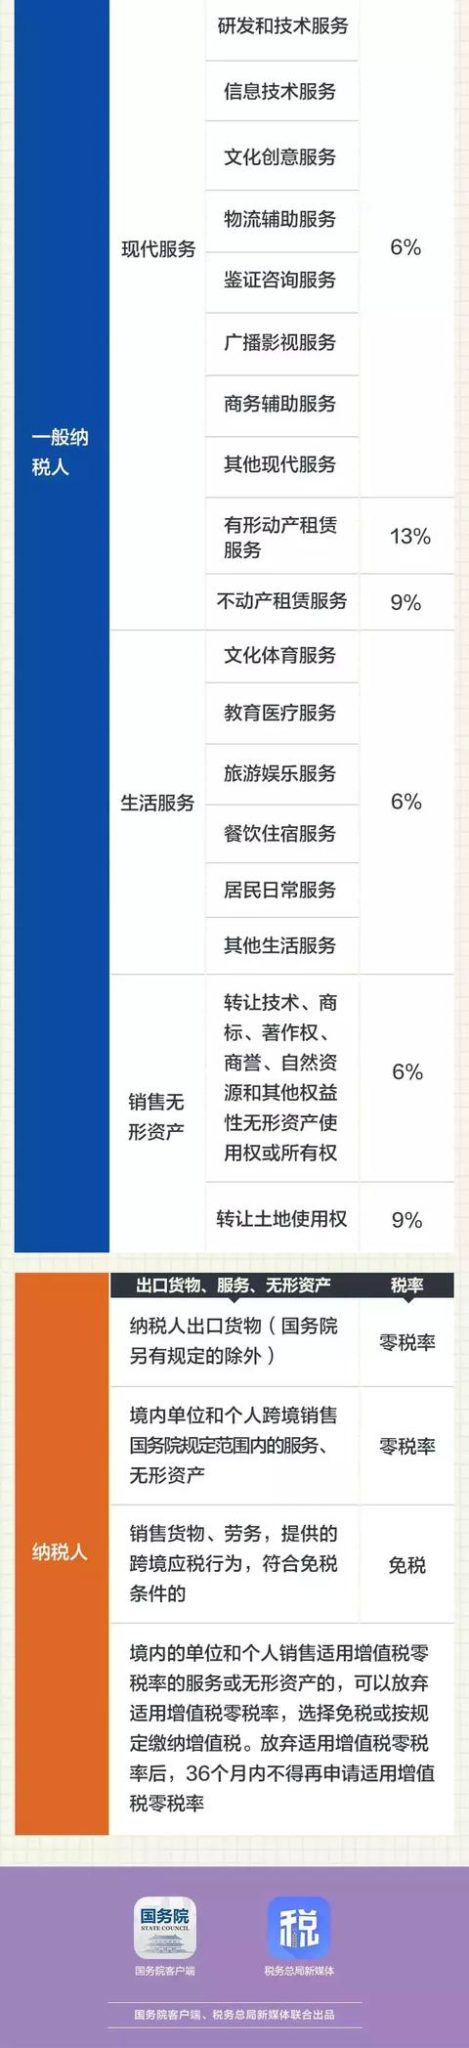 一般纳
税人
现代服务
研发和技术服务
信息技术服务
文化创意服务
物流辅助服务
鉴证咨询服务
广播影视服务
商务辅助服务
其他现代服务
6%
有形动产租赁
服务
13%
不动产租赁服务
9%
生活服务
文化体育服务
教育医疗服务
旅游娱乐服务
餐饮住宿服务
居民日常服务
其他生活服务
6%
销售无
形资产
转让技术、商
标、著作权、
商誉、自然资
源和其他权益
性无形资产使
用权或所有权
6%
转让土地使用权
9%
纳税人
出口货物、服务、无形资产
税率
纳税人出口货物（国务院
另有规定的除外）
零税率
境内单位和个人跨境销售
国务院规定范围内的服务、
无形资产
零税率
销售货物、劳务，提供的
跨境应税行为，符合免税
条件的
免税
境内的单位和个人销售适用增值税零
税率的服务或无形资产的，可以放弃
适用增值税零税率，选择免税或按规
定缴纳增值税。放弃适用增值税零税
率后，36个月内不得再申请适用增值
税零税率
国务院
STATE COUNCIL
税
国务院客户端
税务总局新媒体
国务院客户端、税务总局新媒体联合出品